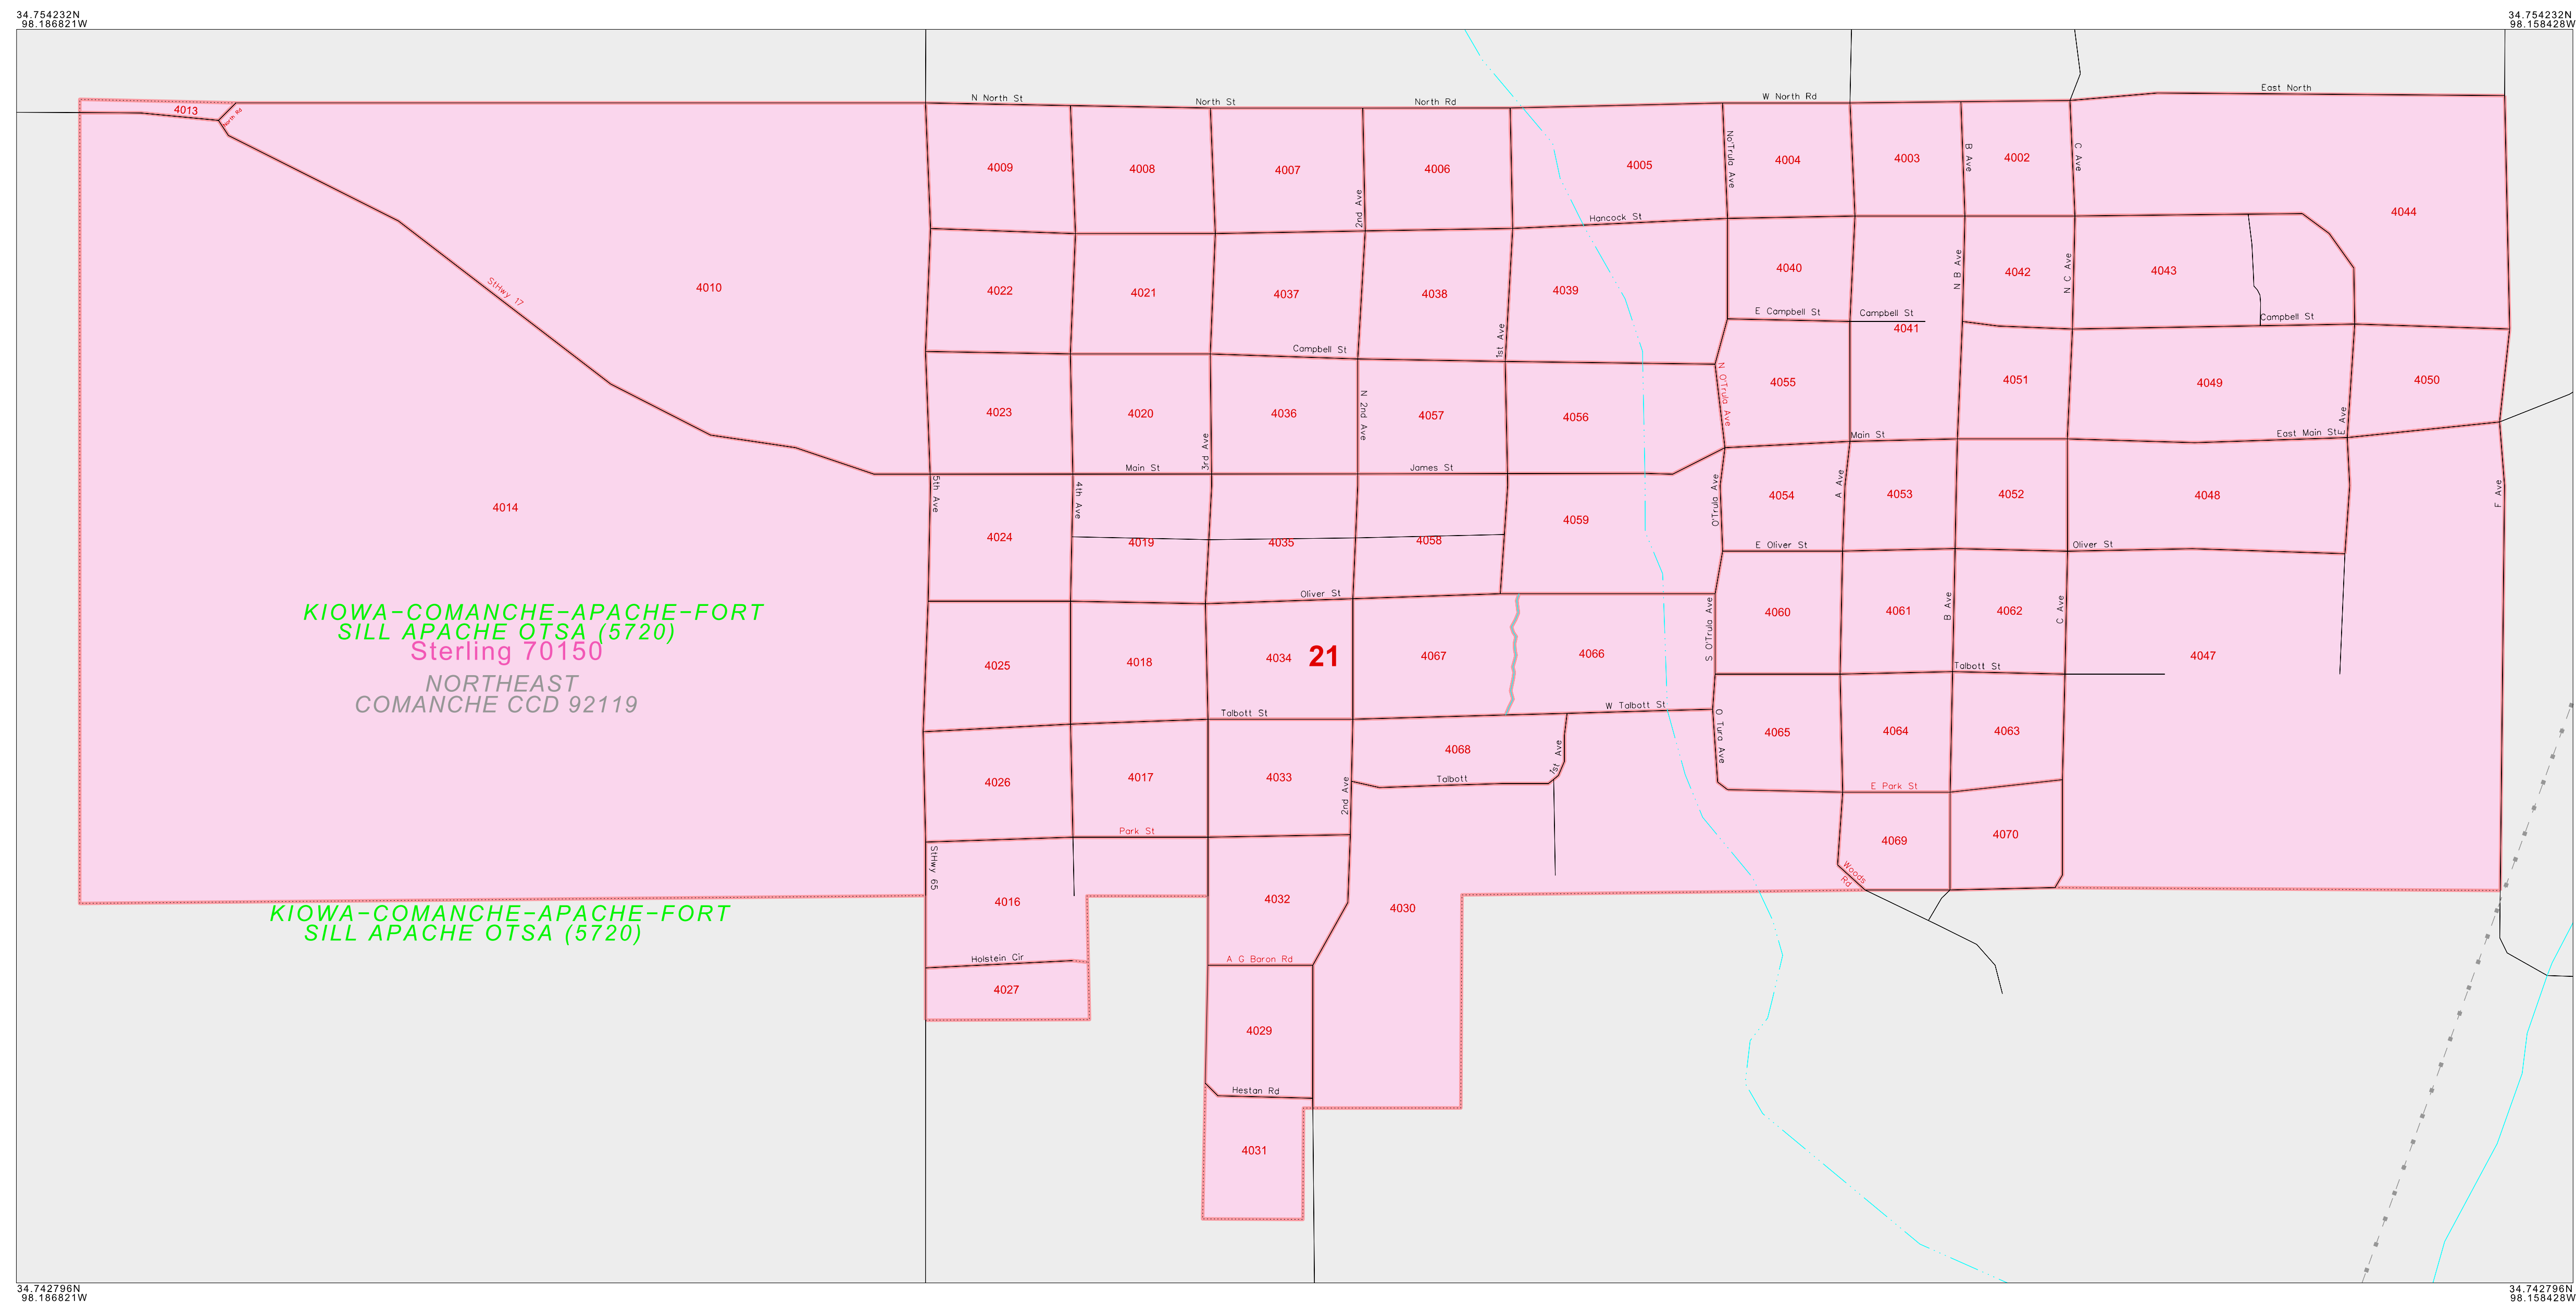 34.754232N
98.186821W
34.754232N
98.158428W
East North
N North St
North St
North Rd
W North Rd
4013
North Rd
4009
4008
4007
4006
4005
4004
4003
4002
No'Trula Ave
B Ave
C Ave
2nd Ave
Hancock St
4044
4010
StHwy 17
4022
4021
4037
4038
4039
4040
4042
4043
N B Ave
N C Ave
E Campbell St
Campbell St
4041
Campbell St
Campbell St
1st Ave
N O'Trula Ave
4055
4051
4049
4050
4023
4020
4036
4057
4056
N 2nd Ave
3rd Ave
E Ave
Main St
East Main St
Main St
James St
5th Ave
4th Ave
O'Trula Ave
A Ave
F Ave
4014
4024
4019
4035
4058
4059
4054
4053
4052
4048
E Oliver St
Oliver St
Oliver St
KIOWA-COMANCHE-APACHE-FORT
SILL APACHE OTSA (5720)
Sterling 70150
NORTHEAST
COMANCHE CCD 92119
S O'Trula Ave
B Ave
C Ave
4060
4061
4062
4025
4018
4034
21
4067
4066
4047
Talbott St
Talbott St
W Talbott St
O Tura Ave
4065
4064
4063
4068
1st Ave
4026
4017
4033
Talbott
2nd Ave
E Park St
Park St
StHwy 65
4069
4070
Woods
Rd
4016
4032
4030
KIOWA-COMANCHE-APACHE-FORT
SILL APACHE OTSA (5720)
Holstein Cir
A G Baron Rd
4027
4029
Hestan Rd
4031
34.742796N
98.186821W
34.742796N
98.158428W